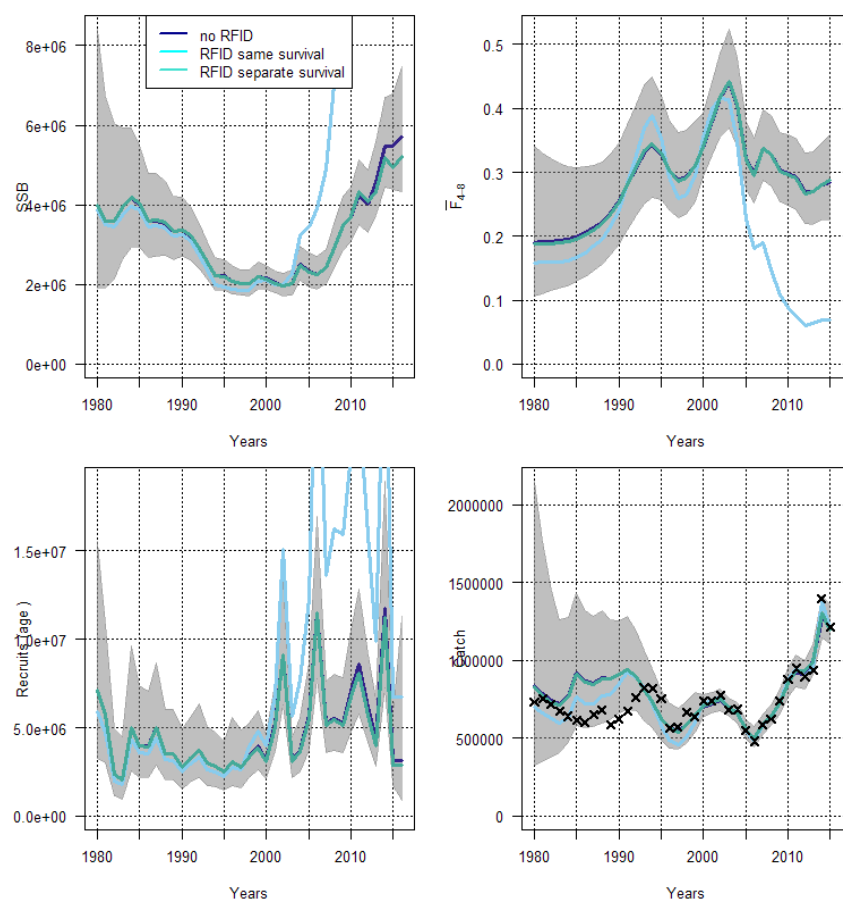 no RFID
RFID same survival
RFID separate survival
8e+06
6e+06
4e+06
2e+06
0e+00
SSB
1980 1990 2000 2010
Years
0.5
0.4
0.3
0.2
0.1
0.0
F4-8
1980 1990 2000 2010
Years
1.5e+07
1.0e+07
5.0e+06
0.0e+00
Recruits (age )
1980 1990 2000 2010
Years
2000000
1500000
1000000
500000
0
atch
1980 1990 2000 2010
Years